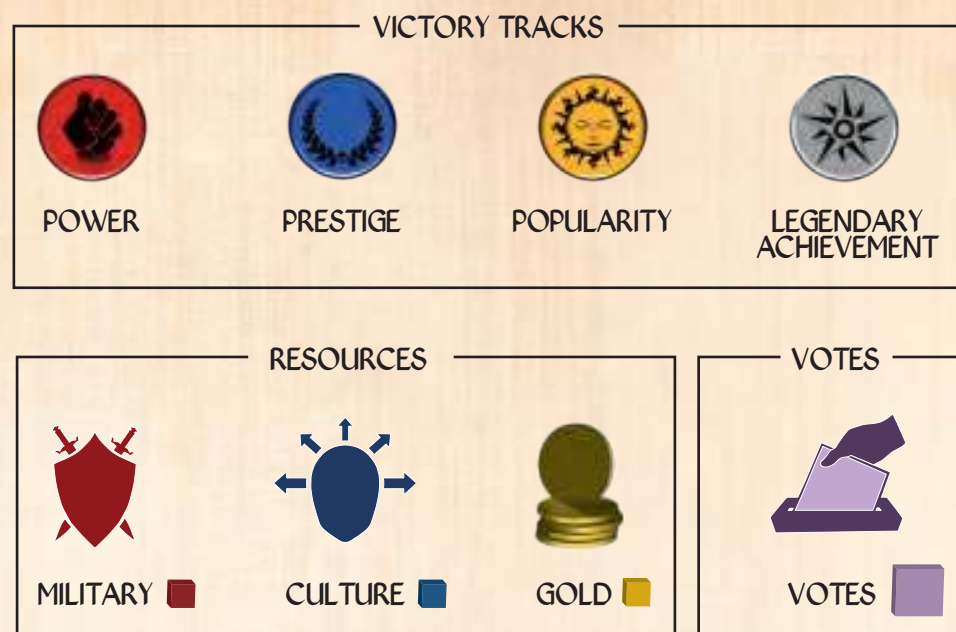 VICTORY TRACKS
POWER
PRESTIGE
POPULARITY
LEGENDARY
ACHIEVEMENT
RESOURCES
VOTES
MILITARY
CULTURE
GOLD
VOTES